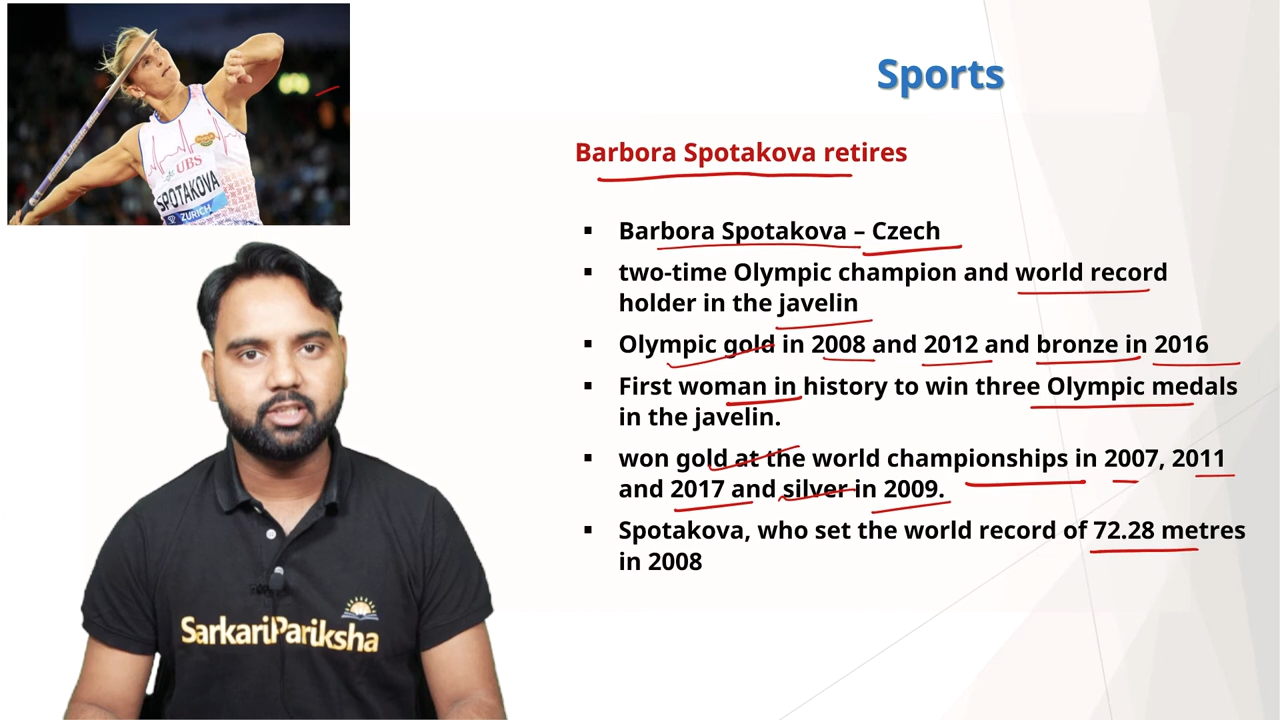 UBS
SPOTAKOVA
ZURICH
Sports
Barbora Spotakova retires
▪ Barbora Spotakova – Czech
▪ two-time Olympic champion and world record
holder in the javelin
▪ Olympic gold in 2008 and 2012 and bronze in 2016
▪ First woman in history to win three Olympic medals
in the javelin.
▪ won gold at the world championships in 2007, 2011
and 2017 and silver in 2009.
▪ Spotakova, who set the world record of 72.28 metres
in 2008
SarkariPariksha